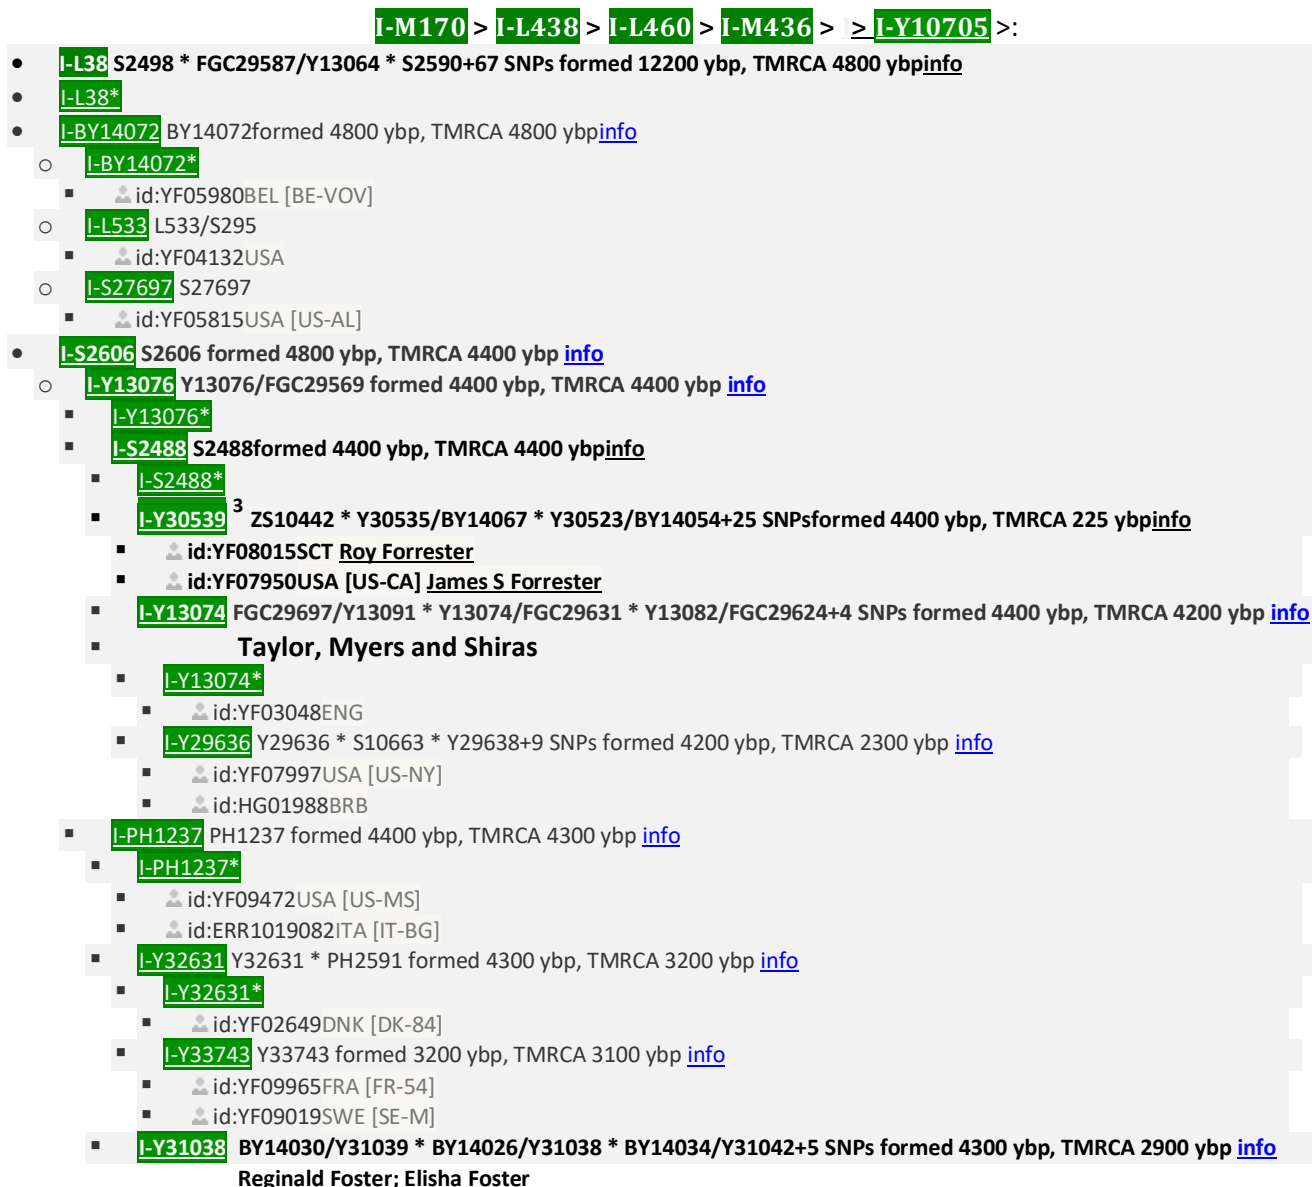 I-M170 > I-L438 > I-L460 > I-M436 > > I-Y10705 >:
• I-L38 S2498 * FGC29587/Y13064 * S2590+67 SNPs formed 12200 ybp, TMRCA 4800 ybpinfo
• I-L38*
• I-BY14072 BY14072formed 4800 ybp, TMRCA 4800 ybpinfo
○ I-BY14072*
▪ id:YF05980BEL [BE-VOV]
○ I-L533 L533/S295
▪ id:YF04132USA
○ I-S27697 S27697
▪ id:YF05815USA [US-AL]
• I-S2606 S2606 formed 4800 ybp, TMRCA 4400 ybp info
○ I-Y13076 Y13076/FGC29569 formed 4400 ybp, TMRCA 4400 ybp info
▪ I-Y13076*
▪ I-S2488 S2488formed 4400 ybp, TMRCA 4400 ybpinfo
▪ I-S2488*
▪ I-Y30539 3 ZS10442 * Y30535/BY14067 * Y30523/BY14054+25 SNPsformed 4400 ybp, TMRCA 225 ybpinfo
▪ id:YF08015SCT Roy Forrester
▪ id:YF07950USA [US-CA] James S Forrester
▪ I-Y13074 FGC29697/Y13091 * Y13074/FGC29631 * Y13082/FGC29624+4 SNPs formed 4400 ybp, TMRCA 4200 ybp info
▪ Taylor, Myers and Shiras
▪ I-Y13074*
▪ id:YF03048ENG
▪ I-Y29636 Y29636 * S10663 * Y29638+9 SNPs formed 4200 ybp, TMRCA 2300 ybp info
▪ id:YF07997USA [US-NY]
▪ id:HG01988BRB
▪ I-PH1237 PH1237 formed 4400 ybp, TMRCA 4300 ybp info
▪ I-PH1237*
▪ id:YF09472USA [US-MS]
▪ id:ERR1019082ITA [IT-BG]
▪ I-Y32631 Y32631 * PH2591 formed 4300 ybp, TMRCA 3200 ybp info
▪ I-Y32631*
▪ id:YF02649DNK [DK-84]
▪ I-Y33743 Y33743 formed 3200 ybp, TMRCA 3100 ybp info
▪ id:YF09965FRA [FR-54]
▪ id:YF09019SWE [SE-M]
▪ I-Y31038 BY14030/Y31039 * BY14026/Y31038 * BY14034/Y31042+5 SNPs formed 4300 ybp, TMRCA 2900 ybp info
Reginald Foster; Elisha Foster